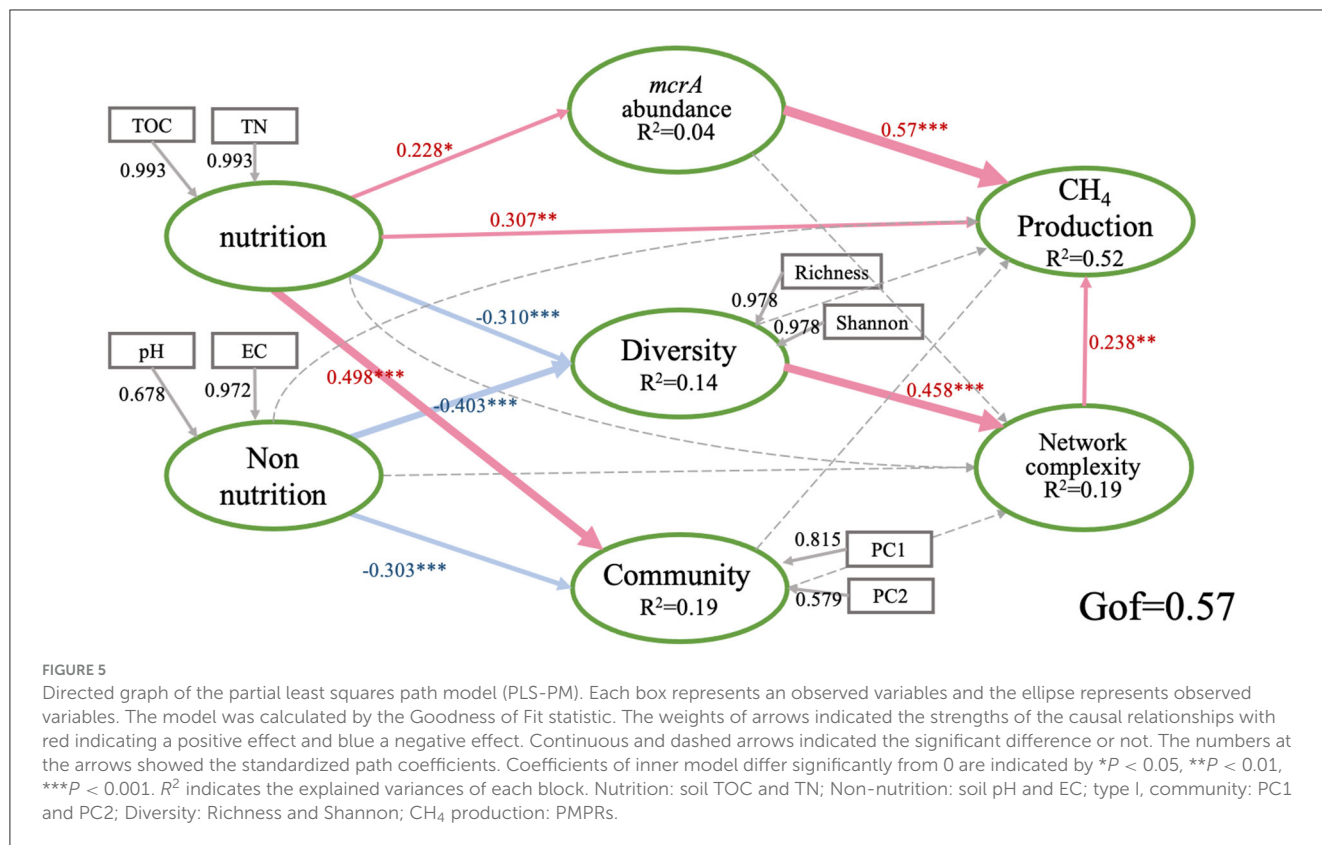 mcrA
abundance
R²=0.04
TOC
TN
0.993
0.993
0.228*
0.57***
CH₄
Production
R²=0.52
nutrition
0.307**
Richness
0.978
Shannon
0.978
-0.310***
Diversity
R²=0.14
0.238**
pH
EC
0.678
0.972
0.498***
-0.403***
0.458***
Non
nutrition
Network
complexity
R²=0.19
-0.303***
Community
R²=0.19
0.815
PC1
0.579
PC2
Gof=0.57
FIGURE 5
Directed graph of the partial least squares path model (PLS-PM). Each box represents an observed variables and the ellipse represents observed
variables. The model was calculated by the Goodness of Fit statistic. The weights of arrows indicated the strengths of the causal relationships with
red indicating a positive effect and blue a negative effect. Continuous and dashed arrows indicated the significant difference or not. The numbers at
the arrows showed the standardized path coefficients. Coefficients of inner model differ significantly from 0 are indicated by *P < 0.05, **P < 0.01,
***P < 0.001. R² indicates the explained variances of each block. Nutrition: soil TOC and TN; Non-nutrition: soil pH and EC; type I, community: PC1
and PC2; Diversity: Richness and Shannon; CH₄ production: PMPRs.